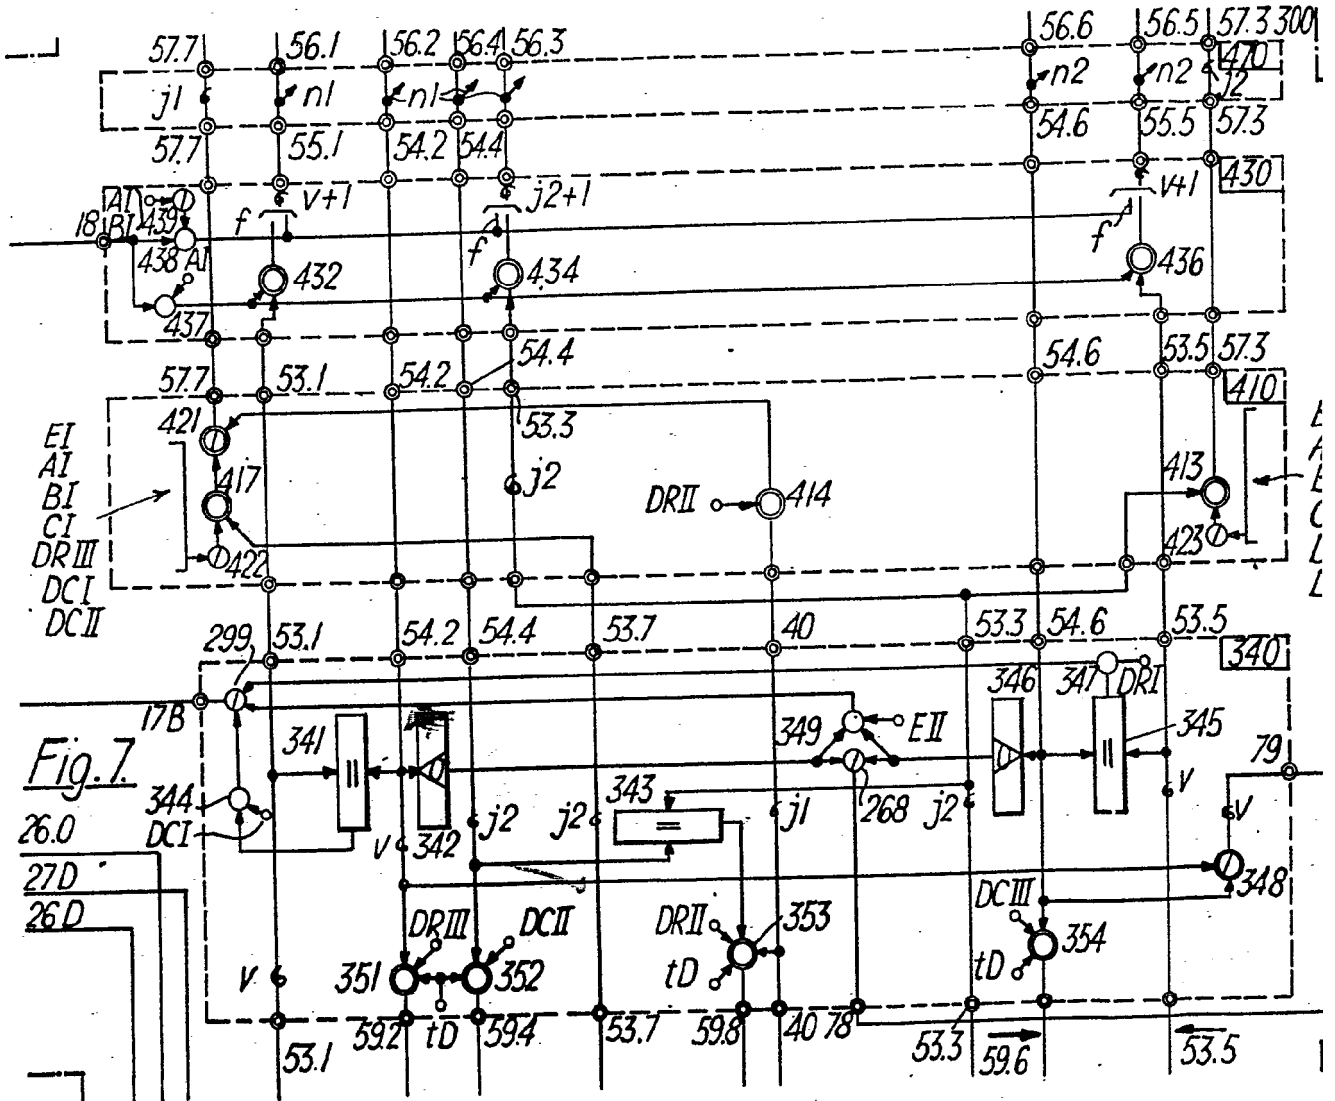 57.7 56.1 56.2 56.4 56.3 56.6 56.5 57.3 300
470
j1 n1 n1 n2 n2 j2
57.7 55.1 54.2 54.4 54.6 55.5 57.3
430
AI 439 v+1 j2+1 v+1
18 BI f f f
438 AI 432 434 436
437
54.4
57.7 53.1 54.2 54.6 53.5 57.3
410
421 53.3
EI
AI 417 j2 413
BI DRII 414
CI
DRIII 422 423
DCI
DCII
299 53.1 54.2 54.4 53.7 40 53.3 54.6 53.5
340
346 347 DRI
17B 341 349 EII 345 79
Fig.7.
344 343 268 v
DCI v 342 j2 j2 j1 j2 v
26.0
27D
26D 348
DRIII DCII DRII 353 DCIII 354
v 351 352 tD tD
59.2 tD 59.4 53.7 59.8 40 78 53.3 59.6 53.5
53.1